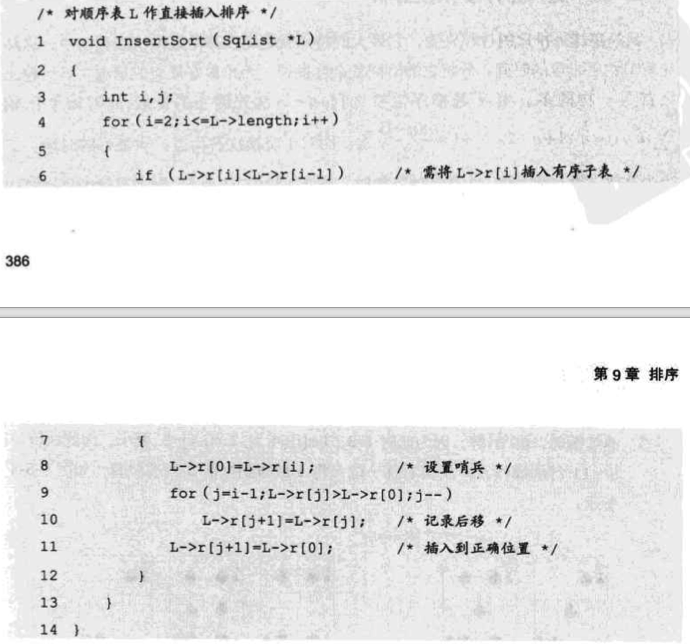 /* 对顺序表 L 作直接插入排序 */
1 void InsertSort(SqList *L)
2 {
3 int i,j;
4 for(i=2;i<=L->length;i++)
5 {
6 if (L->r[i]<L->r[i-1]) /* 需将 L->r[i]插入有序子表 */
386
第 9 章 排序
7 {
8 L->r[0]=L->r[i]; /* 设置哨兵 */
9 for(j=i-1;L->r[j]>L->r[0];j--)
10 L->r[j+1]=L->r[j]; /* 记录后移 */
11 L->r[j+1]=L->r[0]; /* 插入到正确位置 */
12 }
13 }
14 }